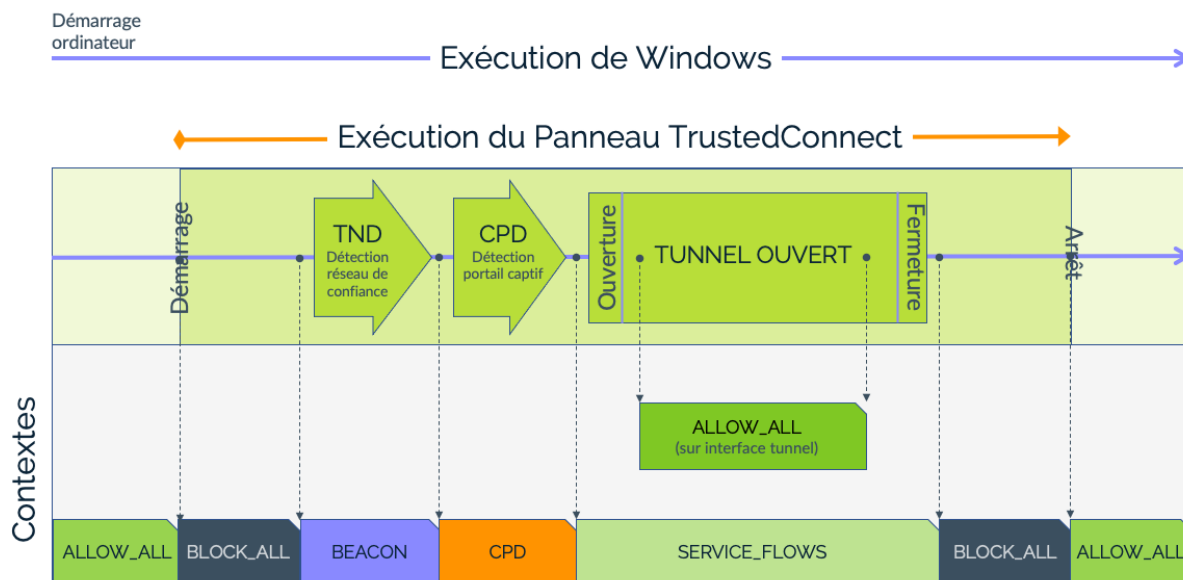 Démarrage
ordinateur
Exécution de Windows
Exécution du Panneau TrustedConnect
Démarrage
TND
Détection
réseau de
confiance
CPD
Détection
portail captif
Ouverture
TUNNEL OUVERT
Fermeture
Arrêt
Contextes
ALLOW_ALL
(sur interface tunnel)
ALLOW_ALL
BLOCK_ALL
BEACON
CPD
SERVICE_FLOWS
BLOCK_ALL
ALLOW_ALL